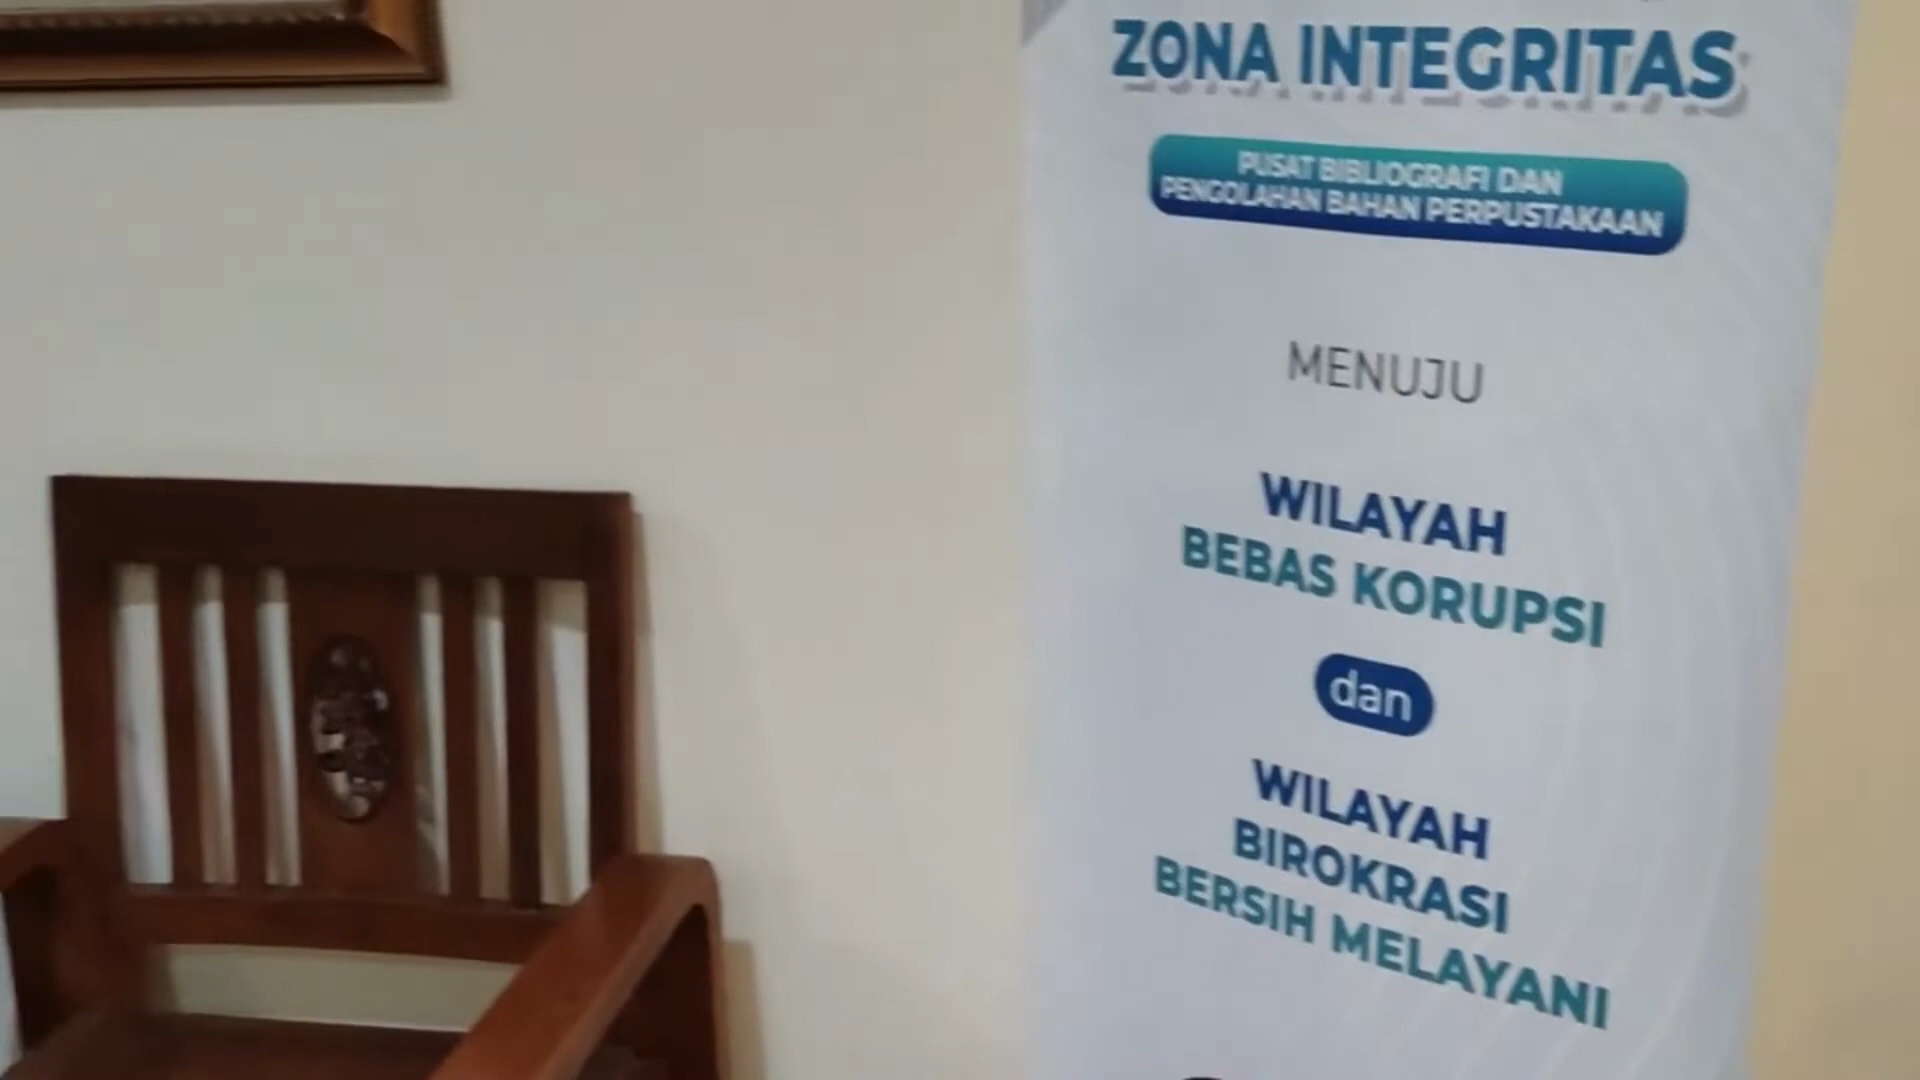 ZONA INTEGRITAS
PUSAT BIBLIOGRAFI DAN
PENGOLAHAN BAHAN PERPUSTAKAAN
MENUJU
WILAYAH
BEBAS KORUPSI
dan
WILAYAH
BIROKRASI
BERSIH MELAYANI